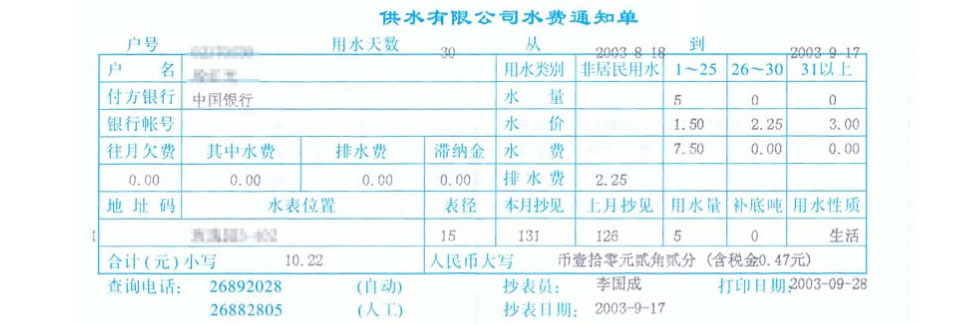 供水有限公司水费通知单
户号 用水天数 30 从 2003-8-18 到 2003-9-17
户名 用水类别 非居民用水 1～25 26～30 31以上
付方银行 中国银行 水量 5 0 0
银行帐号 水价 1.50 2.25 3.00
往月欠费 其中水费 排水费 滞纳金 水费 7.50 0.00 0.00
0.00 0.00 0.00 0.00 排水费 2.25
地址码 水表位置 表径 本月抄见 上月抄见 用水量 补底吨 用水性质
1 15 131 126 5 0 生活
合计(元)小写 10.22 人民币大写 币壹拾零元贰角贰分 (含税金0.47元)
查询电话: 26892028 (自动) 抄表员: 李国成 打印日期:2003-09-28
26882805 (人工) 抄表日期: 2003-9-17